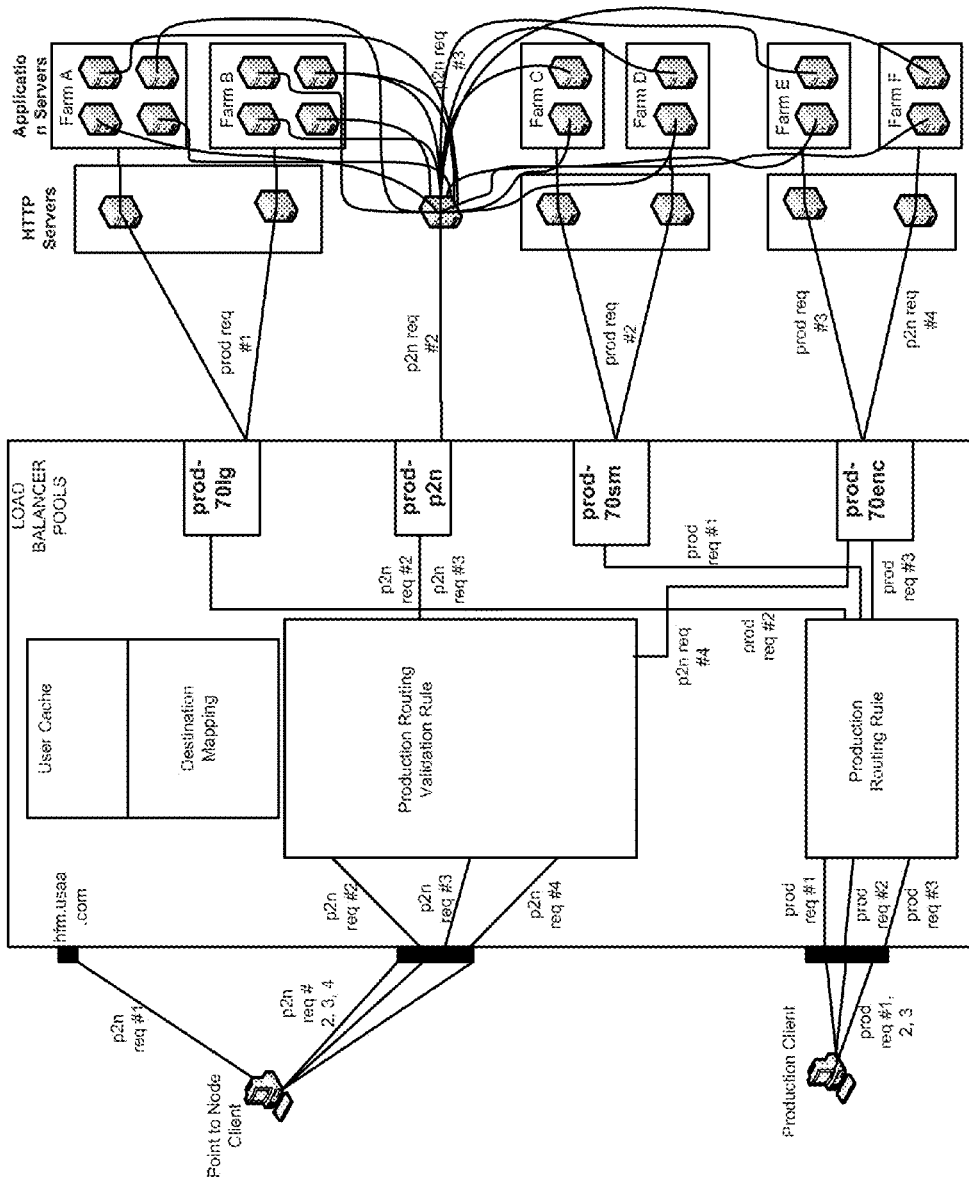 Applicatio
n Servers
HTTP
Servers
Farm A
Farm B
p2n req
#3
Farm C
Farm D
Farm E
Farm F
prod req
#1
p2n req
#2
prod req
#2
prod req
#3
p2n req
#4
LOAD
BALANCER
POOLS
prod-
70lg
prod-
p2n
prod-
70sm
prod-
70enc
p2n
req #2
p2n
req #3
prod
req #1
prod
req #3
p2n req
#4
prod
req #2
User Cache
Destination
Mapping
Production Routing
Validation Rule
Production
Routing Rule
hfm.usaa
.com
p2n
req #2
p2n
req #3
p2n
req #4
prod
req #1
prod
req #2
prod
req #3
p2n
req #1
p2n
req #
2, 3, 4
prod
req #1,
2, 3
Point to Node
Client
Production Client